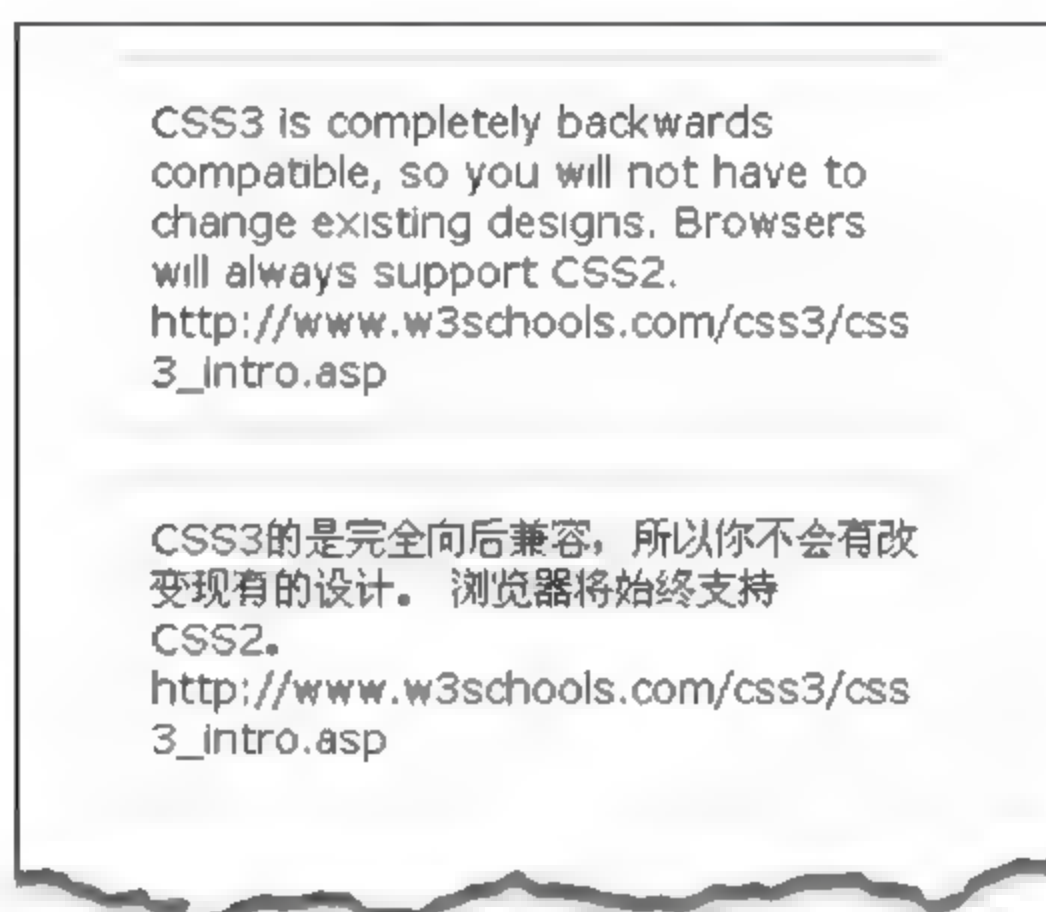 CSS3 is completely backwards
compatible, so you will not have to
change existing designs. Browsers
will always support CSS2.
http://www.w3schools.com/css3/css
3_intro.asp
CSS3的是完全向后兼容，所以你不会有改
变现有的设计。 浏览器将始终支持
CSS2。
http://www.w3schools.com/css3/css
3_intro.asp